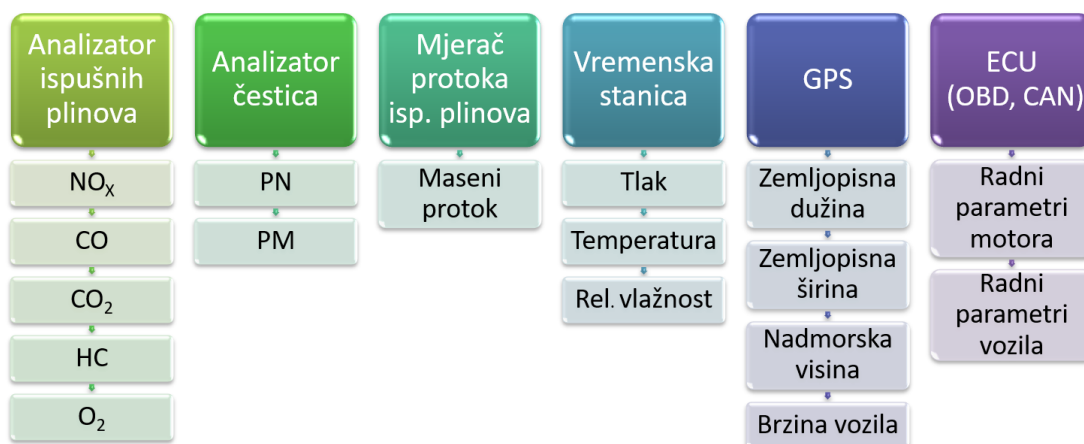 Analizator
ispušnih
plinova
NOX
CO
CO2
HC
O2
Analizator
čestica
PN
PM
Mjerač
protoka
isp. plinova
Maseni
protok
Vremenska
stanica
Tlak
Temperatura
Rel. vlažnost
GPS
Zemljopisna
dužina
Zemljopisna
širina
Nadmorska
visina
Brzina vozila
ECU
(OBD, CAN)
Radni
parametri
motora
Radni
parametri
vozila